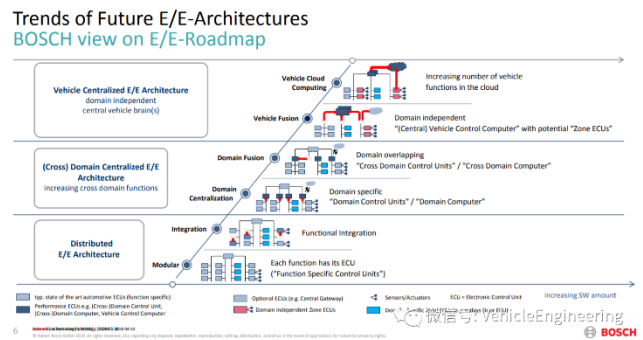 Trends of Future E/E-Architectures
BOSCH view on E/E-Roadmap
Vehicle Centralized E/E Architecture
domain independent
central vehicle brain(s)
Vehicle Cloud
Computing
Increasing number of vehicle
functions in the cloud
Vehicle Fusion
Domain independent
“(Central) Vehicle Control Computer” with potential “Zone ECUs”
(Cross) Domain Centralized E/E
Architecture
increasing cross domain functions
Domain Fusion
Domain overlapping
“Cross Domain Control Units” / “Cross Domain Computer”
Domain
Centralization
Domain specific
“Domain Control Units” / “Domain Computer”
Distributed
E/E Architecture
Integration
Functional Integration
Modular
Each function has its ECU
(“Function Specific Control Units”)
increasing SW amount
typ. state of the art automotive ECUs (function specific)
Performance ECUs e.g. (Cross-)Domain Control Unit,
(Cross-)Domain Computer, Vehicle Control Computer
Optional ECUs (e.g. Central Gateway)
Domain Independent Zone ECUs
Sensors/Actuators
ECU = Electronic Control Unit
6
微信号: VehicleEngineering
BOSCH